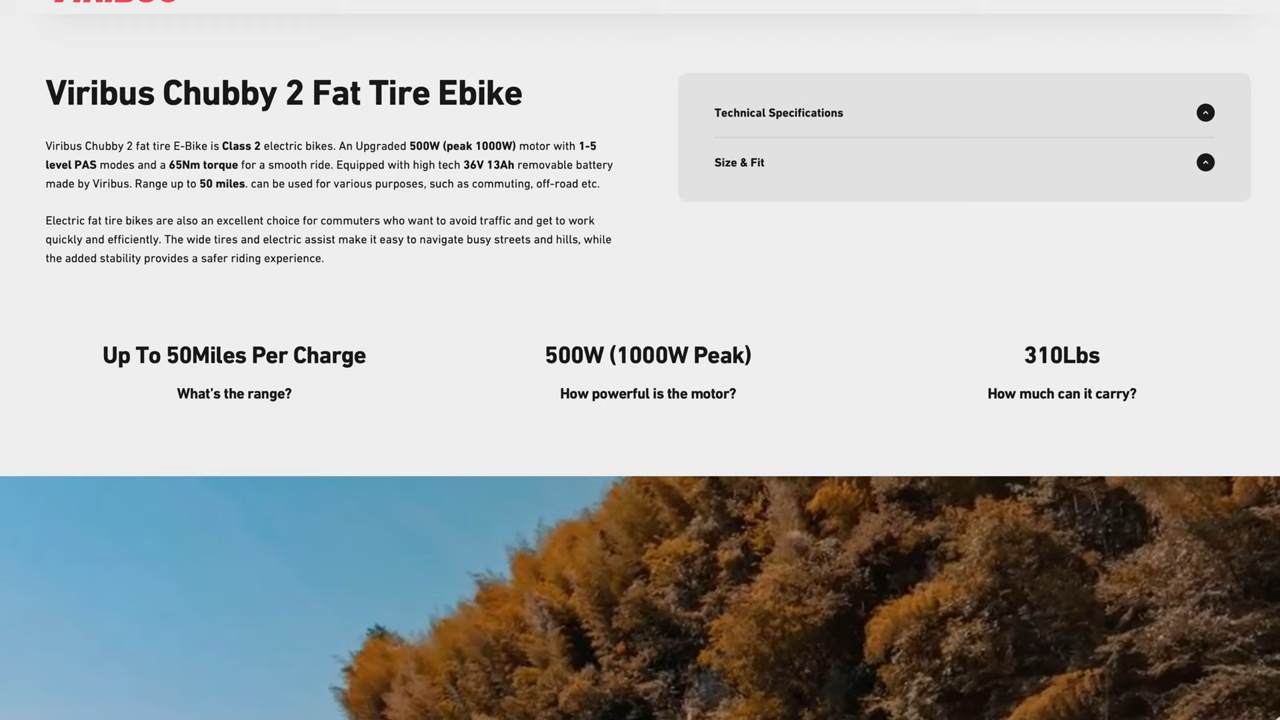 Viribus Chubby 2 Fat Tire Ebike
Viribus Chubby 2 fat tire E-Bike is Class 2 electric bikes. An Upgraded 500W (peak 1000W) motor with 1-5
level PAS modes and a 65Nm torque for a smooth ride. Equipped with high tech 36V 13Ah removable battery
made by Viribus. Range up to 50 miles. can be used for various purposes, such as commuting, off-road etc.
Electric fat tire bikes are also an excellent choice for commuters who want to avoid traffic and get to work
quickly and efficiently. The wide tires and electric assist make it easy to navigate busy streets and hills, while
the added stability provides a safer riding experience.
Technical Specifications
Size & Fit
Up To 50Miles Per Charge
What's the range?
500W (1000W Peak)
How powerful is the motor?
310Lbs
How much can it carry?